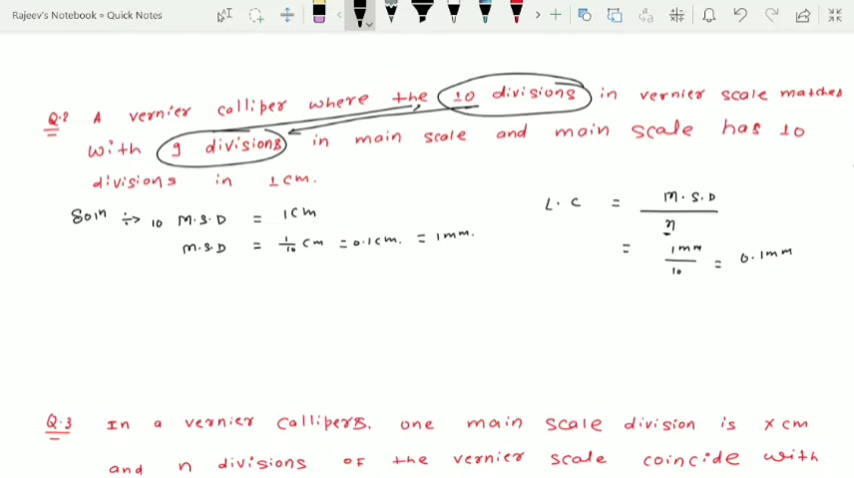 Rajeev's Notebook » Quick Notes
Q.2 A vernier calliper where the 10 divisions in vernier scale matches
with 9 divisions in main scale and main scale has 10
divisions in 1cm.
Soln ÷> 10 M.S.D = 1cm
M.S.D = 1/10 cm = 0.1cm. = 1mm.
L.C = M.S.D / n
= 1mm / 10 = 0.1mm
Q.3 In a vernier callipers, one main scale division is x cm
and n divisions of the vernier scale coincide with